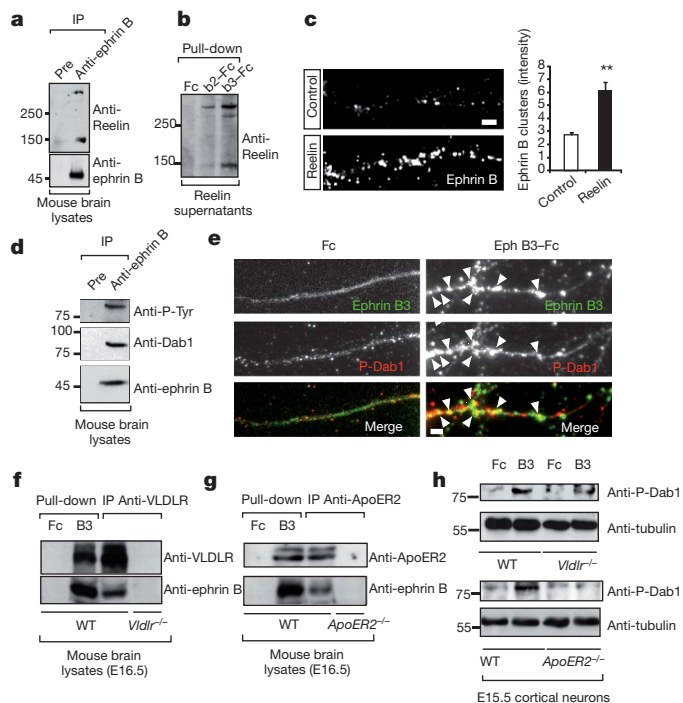 a
IP
Pre
Anti-ephrin B
250
150
Anti-
Reelin
45
Anti-
ephrin B
Mouse brain
lysates
b
Pull-down
Fc
b2–Fc
b3–Fc
250
150
Anti-
Reelin
Reelin
supernatants
c
Control
Reelin
Ephrin B
Ephrin B clusters (intensity)
8
7
6
5
4
3
2
1
0
**
Control
Reelin
d
IP
Pre
Anti-ephrin B
75
100
75
45
Anti-P-Tyr
Anti-Dab1
Anti-ephrin B
Mouse brain
lysates
e
Fc
Eph B3–Fc
Ephrin B3
Ephrin B3
P-Dab1
P-Dab1
Merge
Merge
f
Pull-down
IP Anti-VLDLR
Fc
B3
Anti-VLDLR
Anti-ephrin B
WT
Vldlr–/–
Mouse brain
lysates (E16.5)
g
Pull-down
IP Anti-ApoER2
Fc
B3
Anti-ApoER2
Anti-ephrin B
WT
ApoER2–/–
Mouse brain
lysates (E16.5)
h
Fc
B3
Fc
B3
75
Anti-P-Dab1
55
Anti-tubulin
WT
Vldlr–/–
75
Anti-P-Dab1
55
Anti-tubulin
WT
ApoER2–/–
E15.5 cortical neurons